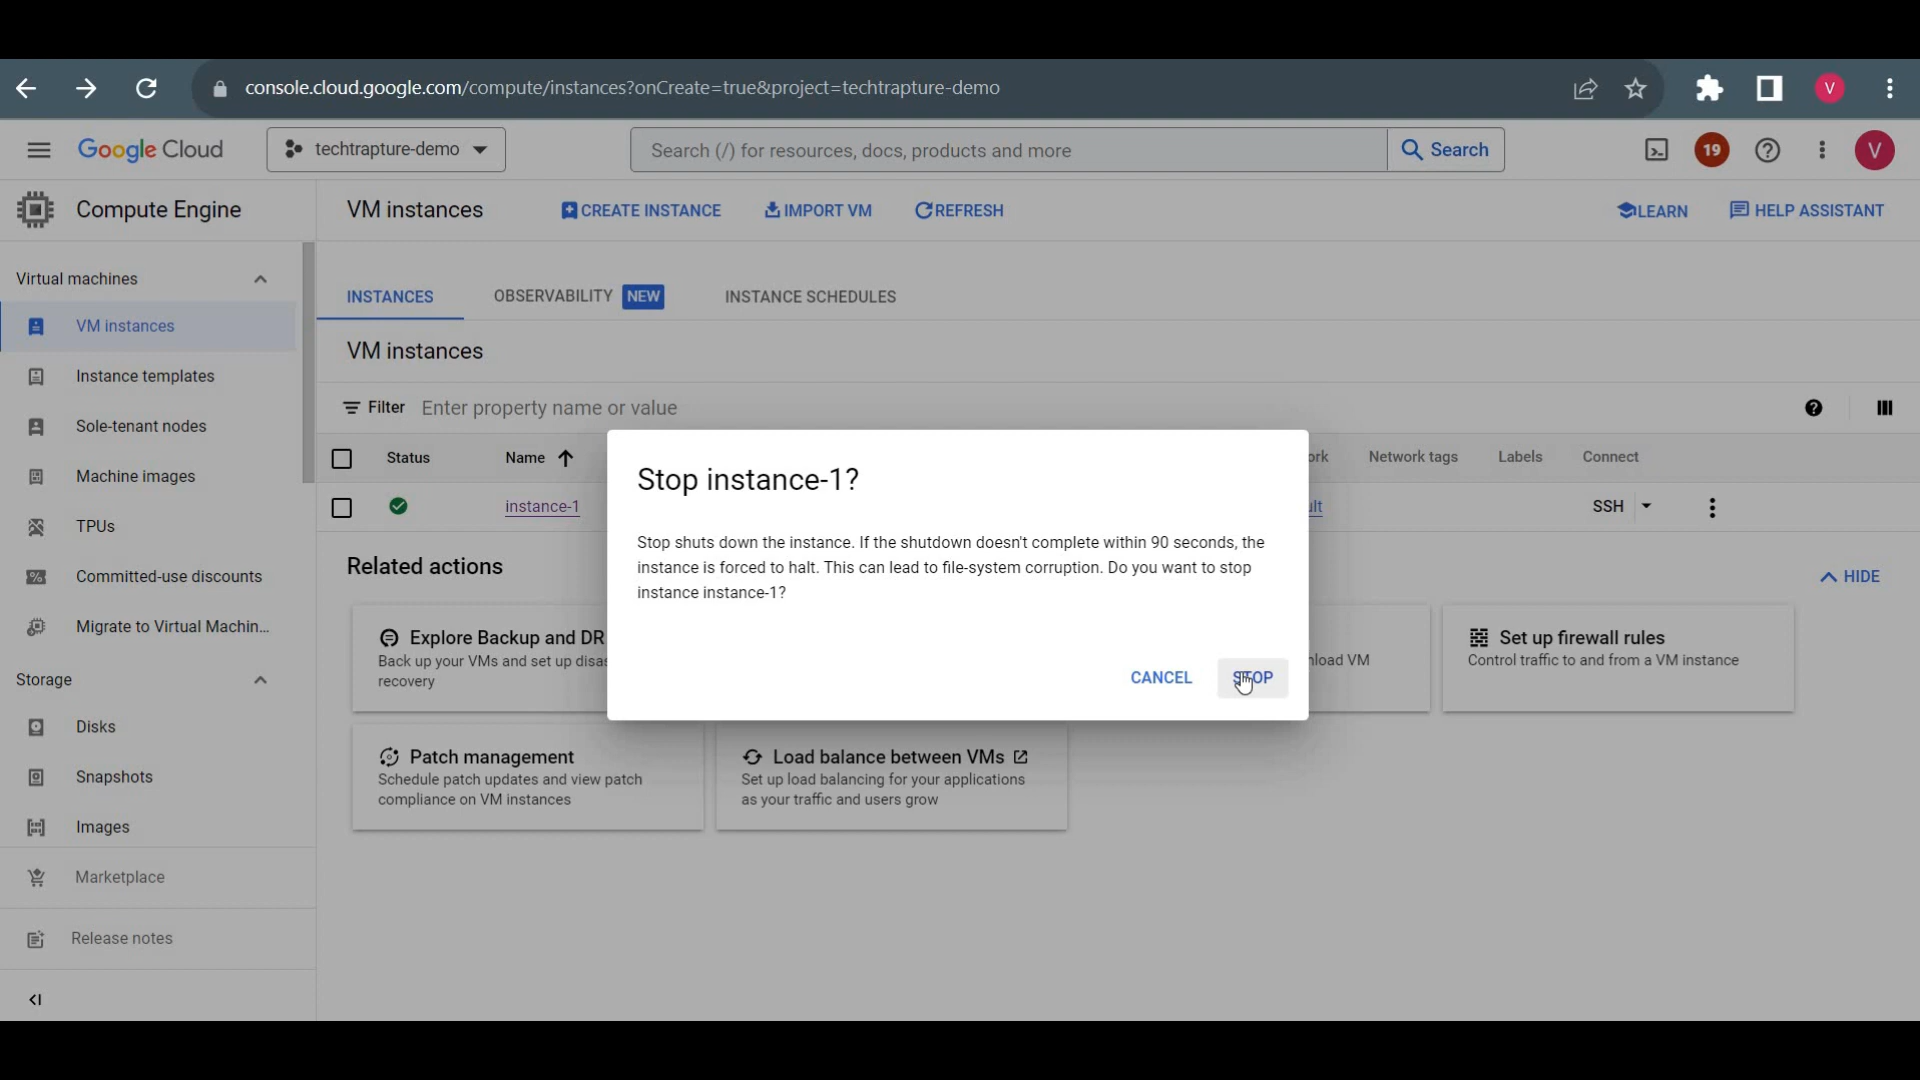 console.cloud.google.com/compute/instances?onCreate=true&project=techtrapture-demo
V
Google Cloud
techtrapture-demo
Search (/) for resources, docs, products and more
Search
19
V
Compute Engine
VM instances
CREATE INSTANCE
IMPORT VM
REFRESH
LEARN
HELP ASSISTANT
Virtual machines
VM instances
Instance templates
Sole-tenant nodes
Machine images
TPUs
Committed-use discounts
Migrate to Virtual Machin...
Storage
Disks
Snapshots
Images
Marketplace
Release notes
INSTANCES
OBSERVABILITY NEW
INSTANCE SCHEDULES
VM instances
Filter Enter property name or value
Status
Name
ork
Network tags
Labels
Connect
instance-1
ult
SSH
Related actions
HIDE
Explore Backup and DR
Back up your VMs and set up disas
recovery
nload VM
Set up firewall rules
Control traffic to and from a VM instance
Patch management
Schedule patch updates and view patch
compliance on VM instances
Load balance between VMs
Set up load balancing for your applications
as your traffic and users grow
Stop instance-1?
Stop shuts down the instance. If the shutdown doesn't complete within 90 seconds, the
instance is forced to halt. This can lead to file-system corruption. Do you want to stop
instance instance-1?
CANCEL
STOP